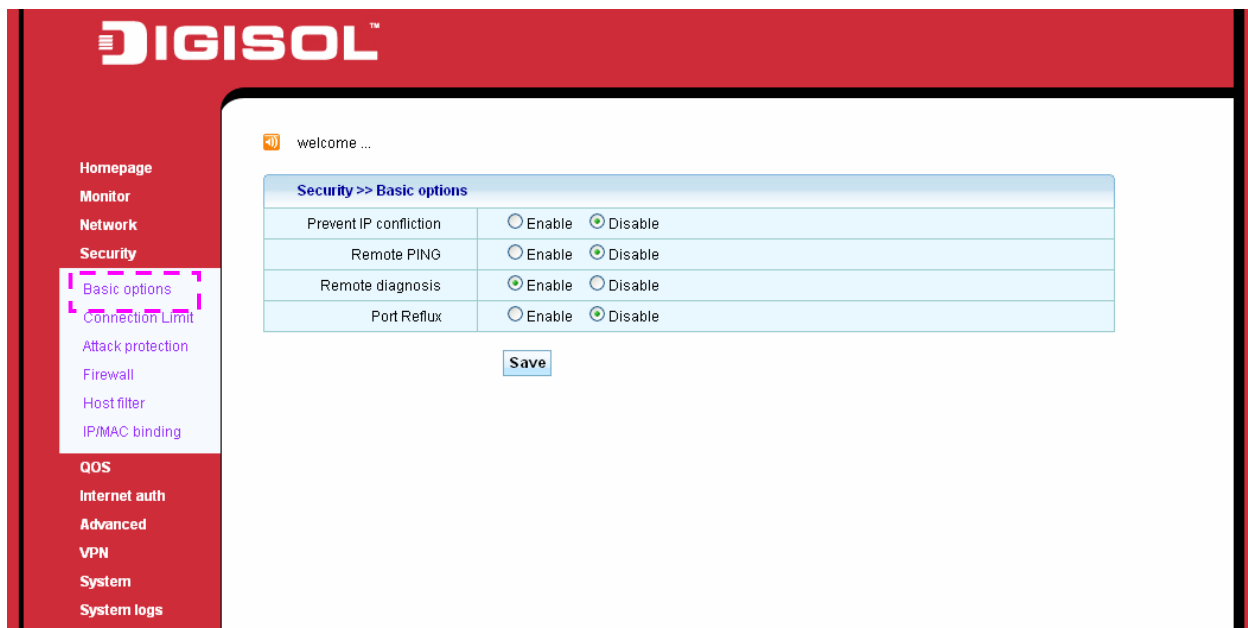 DIGISOL™
welcome ...
Homepage
Monitor
Network
Security
Basic options
Connection Limit
Attack protection
Firewall
Host filter
IP/MAC binding
QOS
Internet auth
Advanced
VPN
System
System logs
Security >> Basic options
Prevent IP confliction Enable Disable
Remote PING Enable Disable
Remote diagnosis Enable Disable
Port Reflux Enable Disable
Save